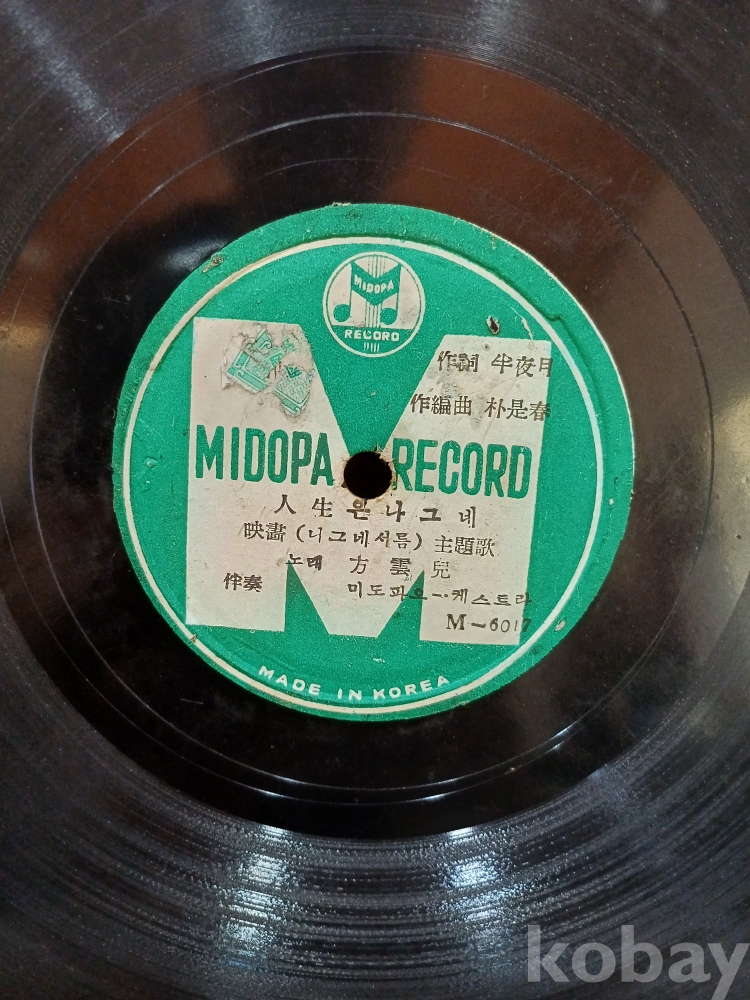 MIDOPA
RECORD
作詞 半夜月
作編曲 朴是春
MIDOPA RECORD
人生은 나그네
映畵 (나그네서름) 主題歌
노래 方雲兒
伴奏 미도파오-케스트라
M-6017
MADE IN KOREA
kobay